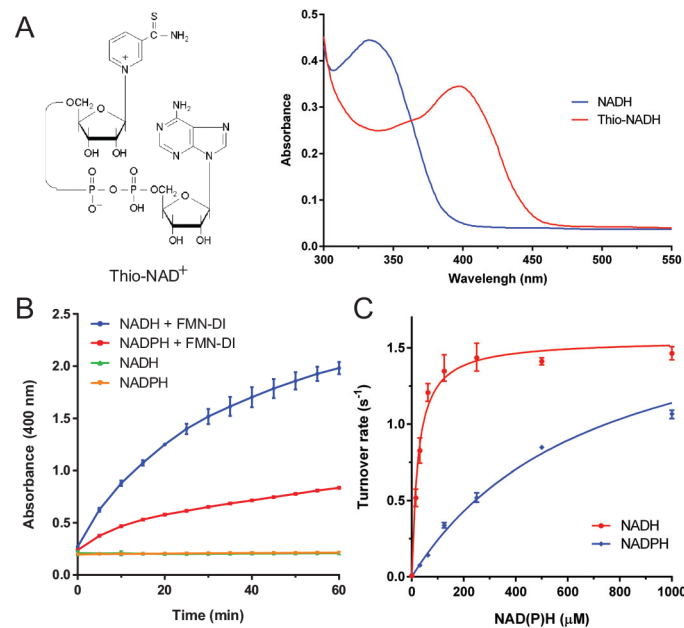 A
S
C
NH₂
N
+
OCH₂
O
OH OH
NH₂
N
N
N
N
O
O
P
O
P
OCH₂
O
O⁻
OH
OH OH
Thio-NAD⁺
Absorbance
0.5
0.4
0.3
0.2
0.1
0.0
300 350 400 450 500 550
Wavelengh (nm)
NADH
Thio-NADH
B
Absorbance (400 nm)
2.5
2.0
1.5
1.0
0.5
0.0
0 10 20 30 40 50 60
Time (min)
NADH + FMN-DI
NADPH + FMN-DI
NADH
NADPH
C
Turnover rate (s⁻¹)
1.5
1.0
0.5
0.0
0 200 400 600 800 1000
NAD(P)H (μM)
NADH
NADPH